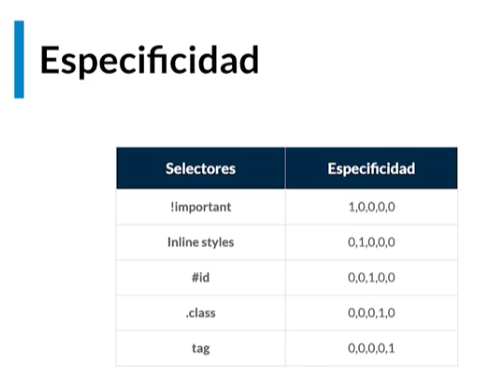 Especificidad
Selectores Especificidad
!important 1,0,0,0,0
Inline styles 0,1,0,0,0
#id 0,0,1,0,0
.class 0,0,0,1,0
tag 0,0,0,0,1